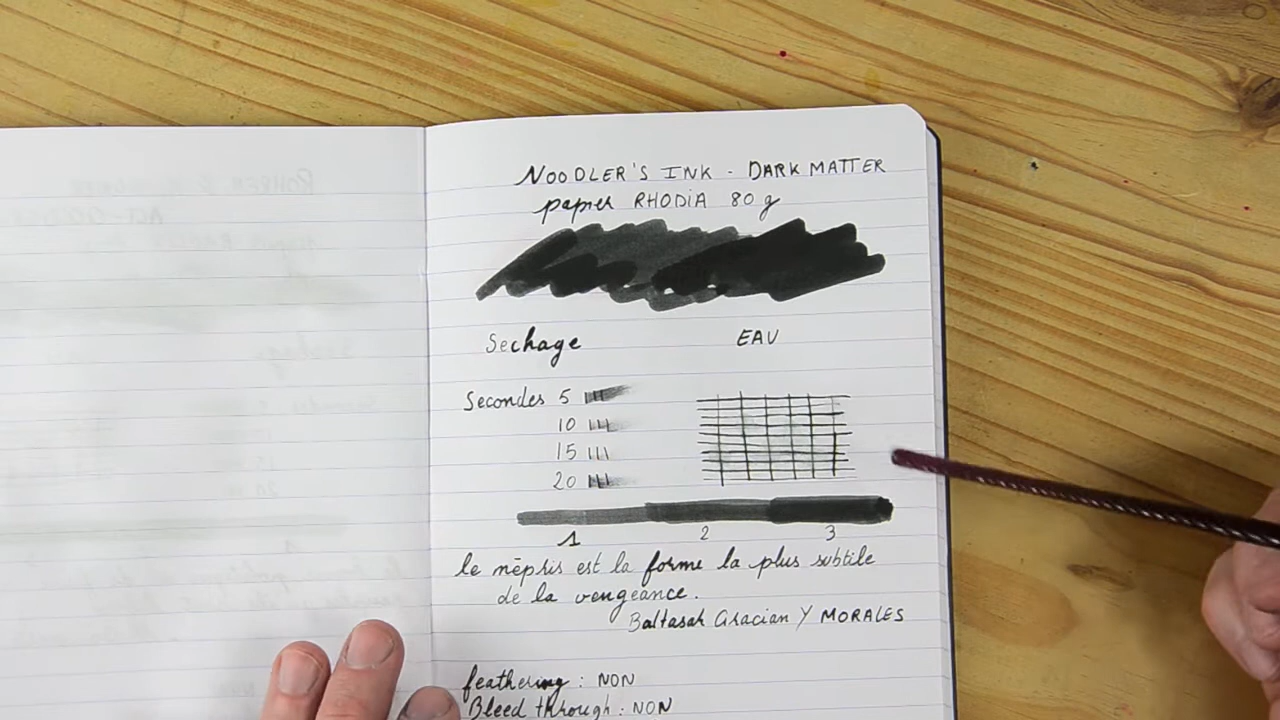 NOODLER'S INK - DARK MATTER
papier RHODIA 80 g
Sechage
EAU
Secondes 5
10
15
20
1 2 3
le mépris est la forme la plus subtile
de la vengeance.
Baltasar Gracian Y MORALES
feathering : NON
Bleed through : NON